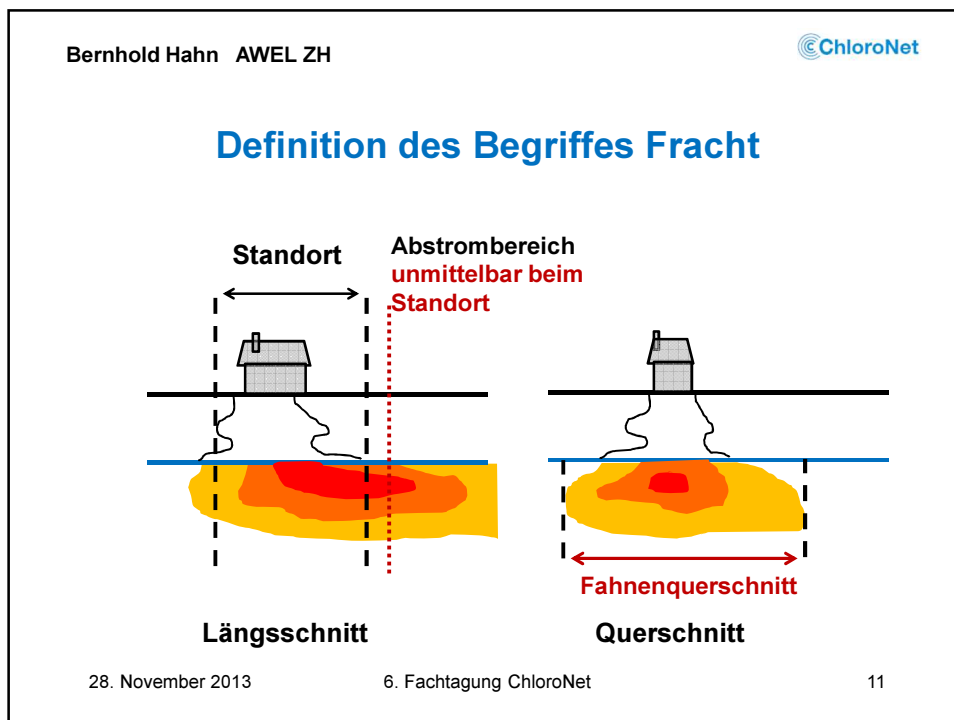 Bernhold Hahn AWEL ZH
ChloroNet
Definition des Begriffes Fracht
Standort
Abstrombereich
unmittelbar beim
Standort
Fahnenquerschnitt
Längsschnitt
Querschnitt
28. November 2013
6. Fachtagung ChloroNet
11